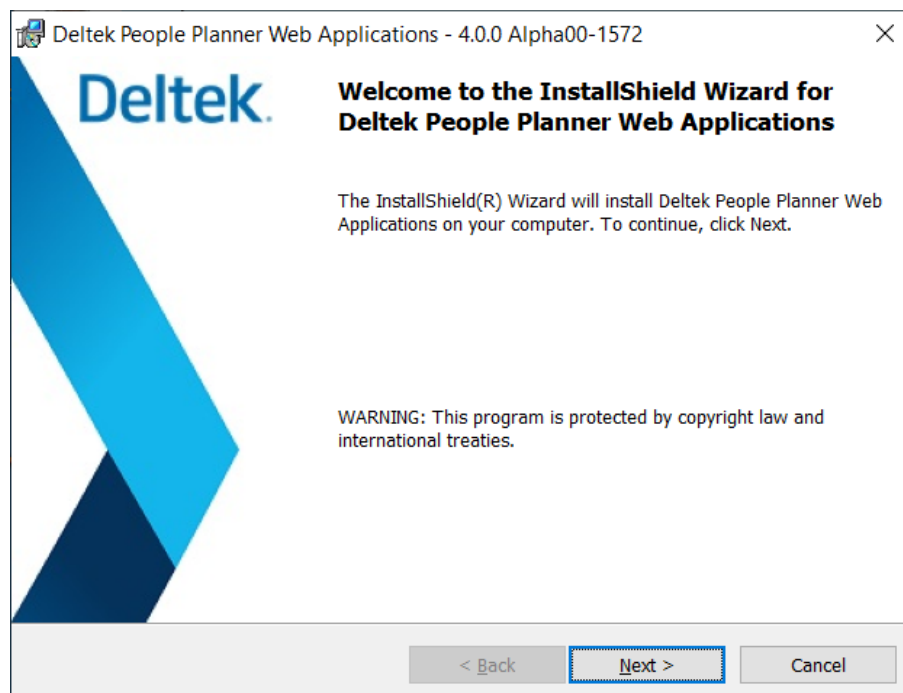 Deltek People Planner Web Applications - 4.0.0 Alpha00-1572
Deltek.
Welcome to the InstallShield Wizard for
Deltek People Planner Web Applications
The InstallShield(R) Wizard will install Deltek People Planner Web
Applications on your computer. To continue, click Next.
WARNING: This program is protected by copyright law and
international treaties.
< Back
Next >
Cancel